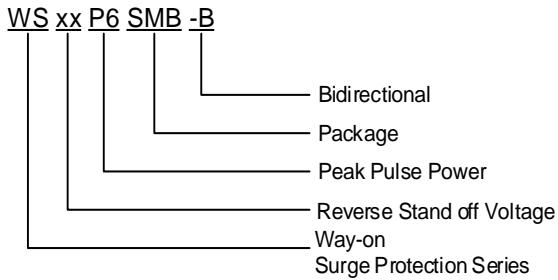 WS xx P6 SMB -B
Bidirectional
Package
Peak Pulse Power
Reverse Stand off Voltage
Way-on
Surge Protection Series